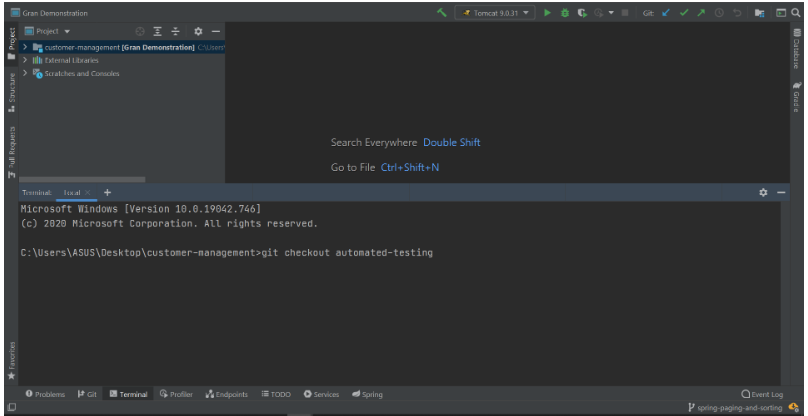 Gran Demonstration
Tomcat 9.0.31
Git:
Project
Project
customer-management [Gran Demonstration] C:\Users\
External Libraries
Scratches and Consoles
Structure
Pull Requests
Favorites
Database
Gradle
Search Everywhere Double Shift
Go to File Ctrl+Shift+N
Terminal: Local × +
Microsoft Windows [Version 10.0.19042.746]
(c) 2020 Microsoft Corporation. All rights reserved.
C:\Users\ASUS\Desktop\customer-management>git checkout automated-testing
Problems Git Terminal Profiler Endpoints TODO Services Spring Event Log
spring-paging-and-sorting